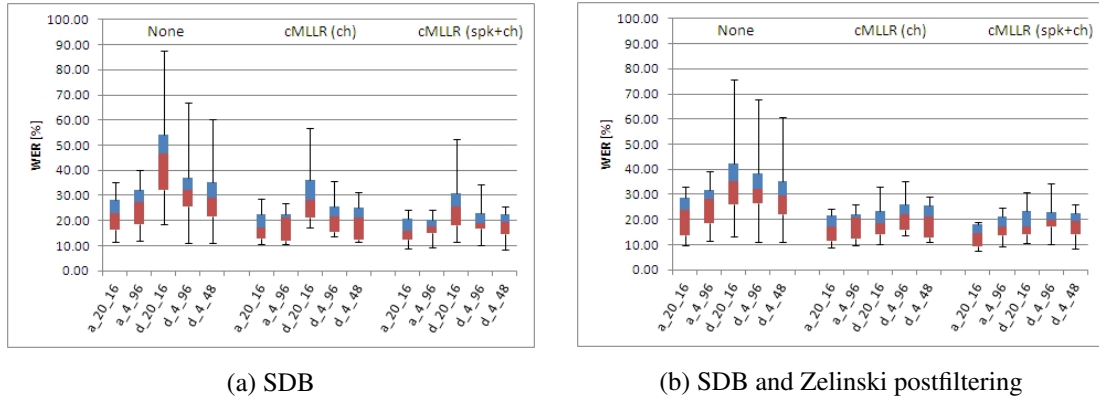 100.00
90.00
80.00
70.00
60.00
50.00
40.00
30.00
20.00
10.00
0.00
WER [%]
None
cMLLR (ch)
cMLLR (spk+ch)
a_20_16
a_4_96
d_20_16
d_4_96
d_4_48
a_20_16
a_4_96
d_20_16
d_4_96
d_4_48
a_20_16
a_4_96
d_20_16
d_4_96
d_4_48
(a) SDB
100.00
90.00
80.00
70.00
60.00
50.00
40.00
30.00
20.00
10.00
0.00
WER [%]
None
cMLLR (ch)
cMLLR (spk+ch)
a_20_16
a_4_96
d_20_16
d_4_96
d_4_48
a_20_16
a_4_96
d_20_16
d_4_96
d_4_48
a_20_16
a_4_96
d_20_16
d_4_96
d_4_48
(b) SDB and Zelinski postfiltering